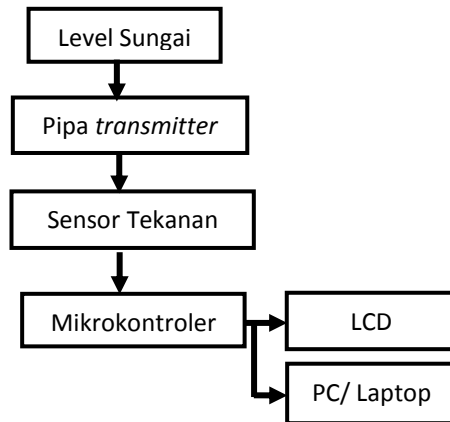 Level Sungai
Pipa transmitter
Sensor Tekanan
Mikrokontroler
LCD
PC/ Laptop